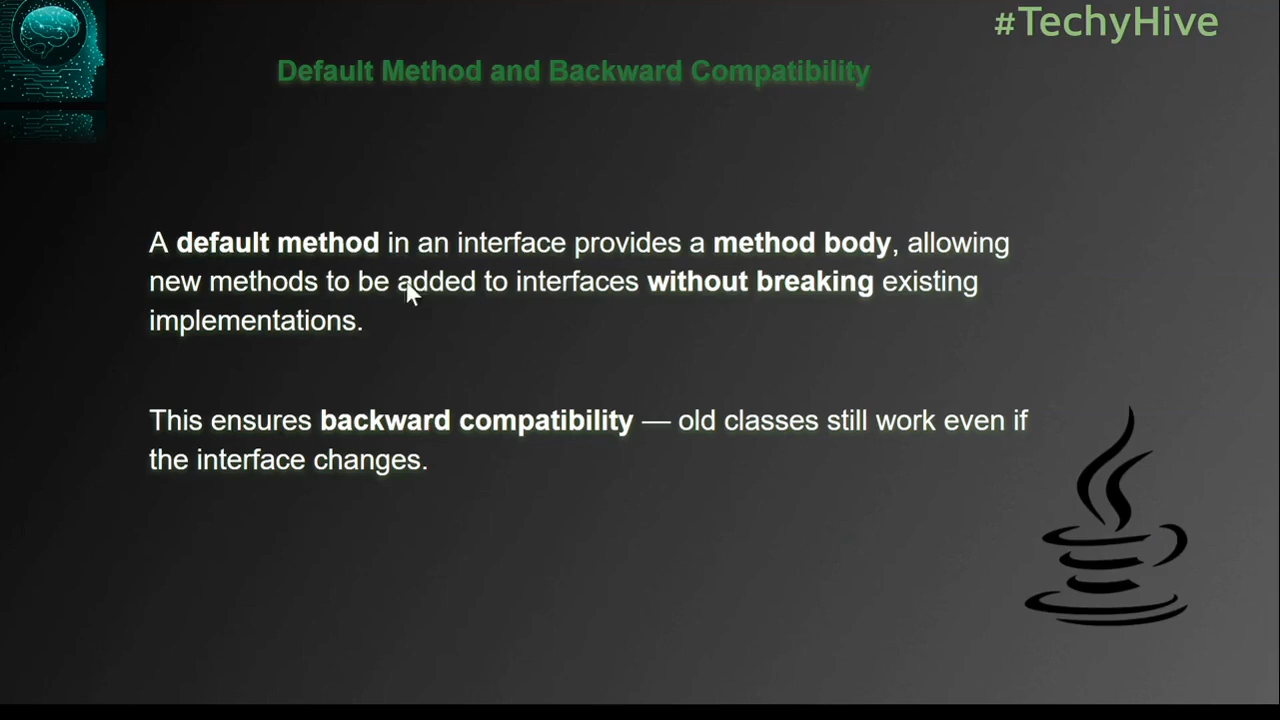 #TechyHive
Default Method and Backward Compatibility
A default method in an interface provides a method body, allowing
new methods to be added to interfaces without breaking existing
implementations.
This ensures backward compatibility — old classes still work even if
the interface changes.